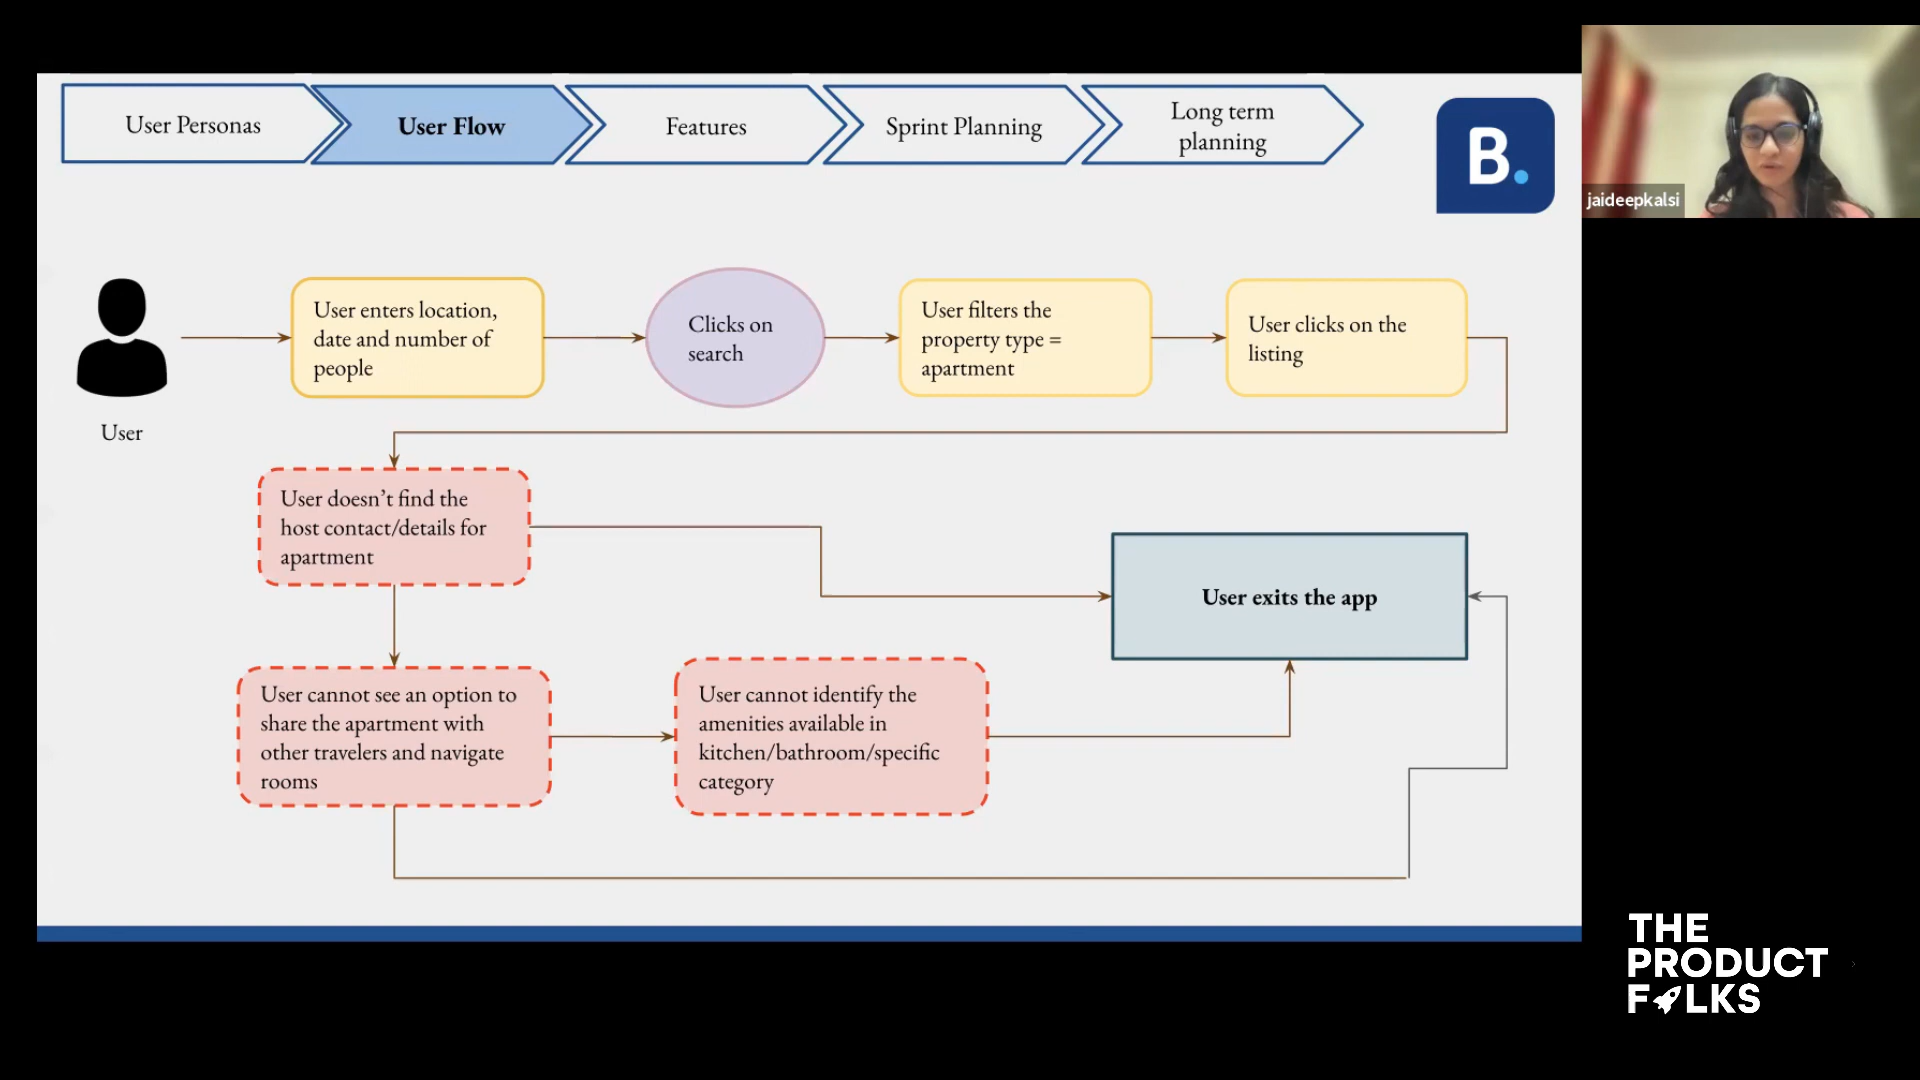 User Personas
User Flow
Features
Sprint Planning
Long term
planning
B.
jaideepkalsi
User
User enters location,
date and number of
people
Clicks on
search
User filters the
property type =
apartment
User clicks on the
listing
User doesn’t find the
host contact/details for
apartment
User exits the app
User cannot see an option to
share the apartment with
other travelers and navigate
rooms
User cannot identify the
amenities available in
kitchen/bathroom/specific
category
THE
PRODUCT
FOLKS